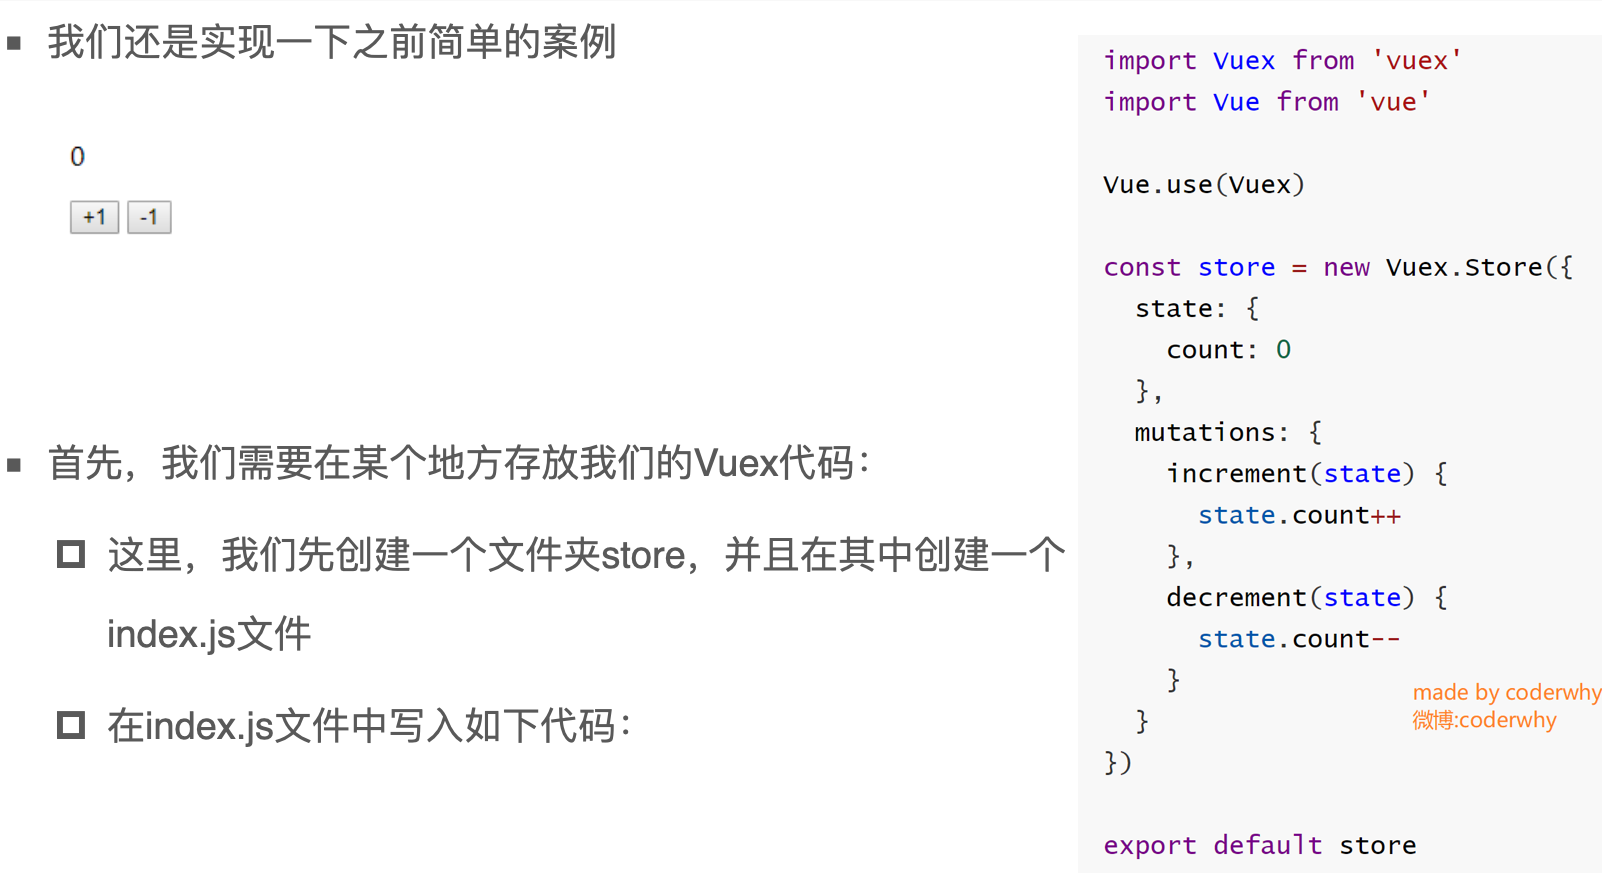 我们还是实现一下之前简单的案例
0
+1 -1
首先，我们需要在某个地方存放我们的Vuex代码：
这里，我们先创建一个文件夹store，并且在其中创建一个
index.js文件
在index.js文件中写入如下代码：
import Vuex from 'vuex'
import Vue from 'vue'
Vue.use(Vuex)
const store = new Vuex.Store({
  state: {
    count: 0
  },
  mutations: {
    increment(state) {
      state.count++
    },
    decrement(state) {
      state.count--
    }
  }
})
export default store
made by coderwhy
微博:coderwhy